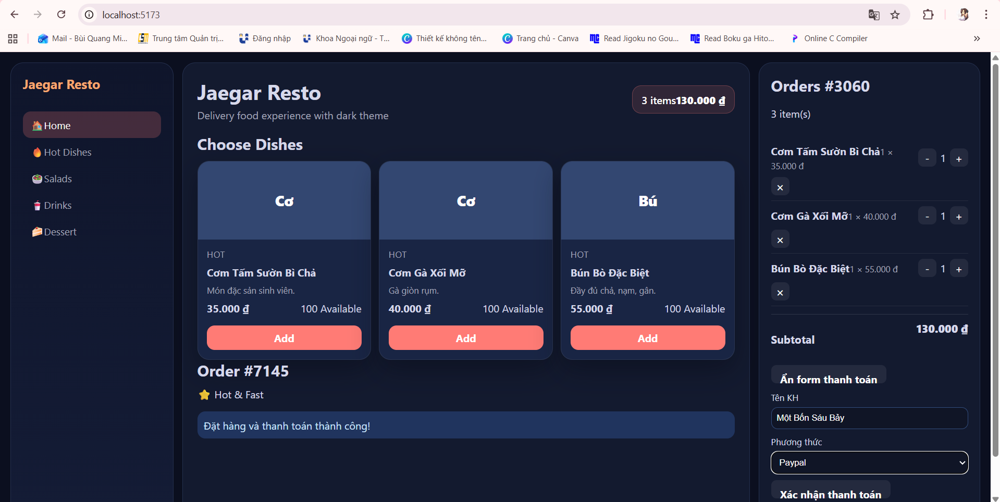 localhost:5173
Mail - Bùi Quang Mi...
Trung tâm Quản trị...
Đăng nhập
Khoa Ngoại ngữ - T...
Thiết kế không tên...
Trang chủ - Canva
Read Jigoku no Gou...
Read Boku ga Hito...
Online C Compiler
»
Jaegar Resto
Home
Hot Dishes
Salads
Drinks
Dessert
Jaegar Resto
Delivery food experience with dark theme
3 items130.000 ₫
Choose Dishes
Cơ
HOT
Cơm Tấm Sườn Bì Chả
Món đặc sản sinh viên.
35.000 ₫ 100 Available
Add
Cơ
HOT
Cơm Gà Xối Mỡ
Gà giòn rụm.
40.000 ₫ 100 Available
Add
Bú
HOT
Bún Bò Đặc Biệt
Đầy đủ chả, nạm, gân.
55.000 ₫ 100 Available
Add
Order #7145
⭐ Hot & Fast
Đặt hàng và thanh toán thành công!
Orders #3060
3 item(s)
Cơm Tấm Sườn Bì Chả1 ×
35.000 đ
- 1 +
×
Cơm Gà Xối Mỡ1 × 40.000 đ
- 1 +
×
Bún Bò Đặc Biệt1 × 55.000 đ
- 1 +
×
130.000 ₫
Subtotal
Ẩn form thanh toán
Tên KH
Một Bốn Sáu Bảy
Phương thức
Paypal
Xác nhận thanh toán